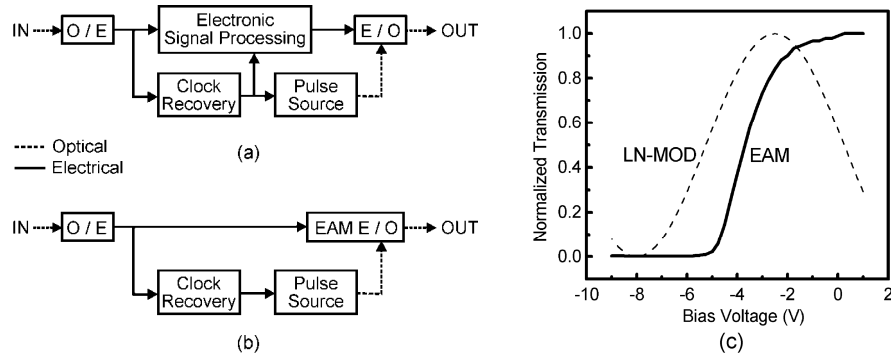 IN
O / E
Electronic
Signal Processing
E / O
OUT
Clock
Recovery
Pulse
Source
Optical
Electrical
(a)
IN
O / E
EAM E / O
OUT
Clock
Recovery
Pulse
Source
(b)
Normalized Transmission
1.0
0.8
0.6
0.4
0.2
0.0
LN-MOD
EAM
-10 -8 -6 -4 -2 0 2
Bias Voltage (V)
(c)